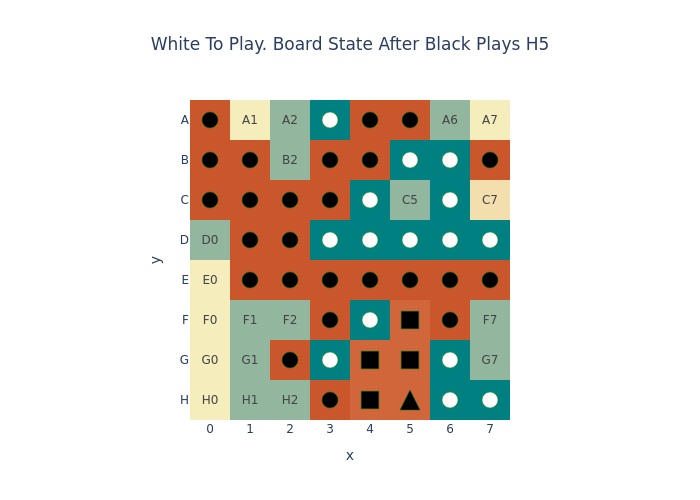 White To Play. Board State After Black Plays H5
A A1 A2 A6 A7
B B2
C C5 C7
D D0
E E0
F F0 F1 F2 F7
G G0 G1 G7
H H0 H1 H2
0 1 2 3 4 5 6 7
x
y